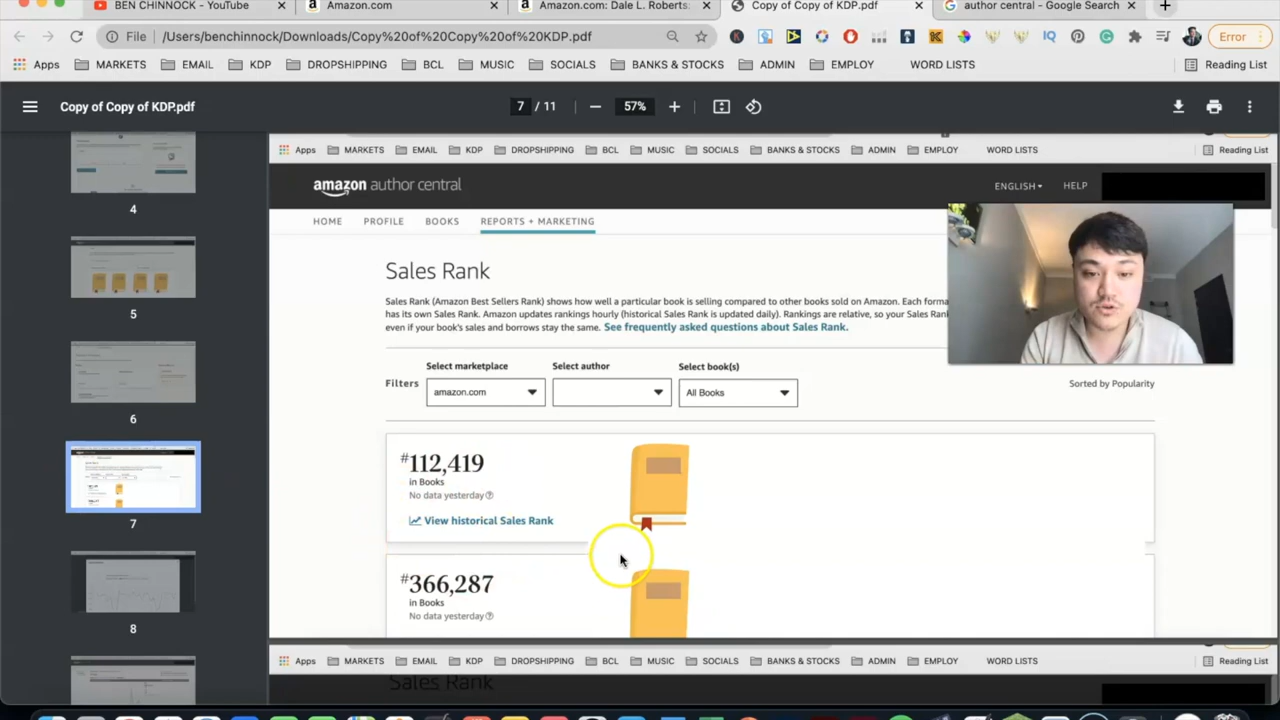 BEN CHINNOCK - YouTube
Amazon.com
Amazon.com: Dale L. Roberts:
Copy of Copy of KDP.pdf
author central - Google Search
File /Users/benchinnock/Downloads/Copy%20of%20Copy%20of%20KDP.pdf
Error
Apps MARKETS EMAIL KDP DROPSHIPPING BCL MUSIC SOCIALS BANKS & STOCKS ADMIN EMPLOY WORD LISTS Reading List
Copy of Copy of KDP.pdf
7 / 11
57%
4
5
6
7
8
Apps MARKETS EMAIL KDP DROPSHIPPING BCL MUSIC SOCIALS BANKS & STOCKS ADMIN EMPLOY WORD LISTS Reading List
amazon author central
ENGLISH HELP
HOME PROFILE BOOKS REPORTS + MARKETING
Sales Rank
Sales Rank (Amazon Best Sellers Rank) shows how well a particular book is selling compared to other books sold on Amazon. Each forma
has its own Sales Rank. Amazon updates rankings hourly (historical Sales Rank is updated daily). Rankings are relative, so your Sales Rank
even if your book's sales and borrows stay the same. See frequently asked questions about Sales Rank.
Select marketplace Select author Select book(s)
Filters amazon.com All Books
Sorted by Popularity
#112,419
in Books
No data yesterday
View historical Sales Rank
#366,287
in Books
No data yesterday
Apps MARKETS EMAIL KDP DROPSHIPPING BCL MUSIC SOCIALS BANKS & STOCKS ADMIN EMPLOY WORD LISTS Reading List
Sales Rank